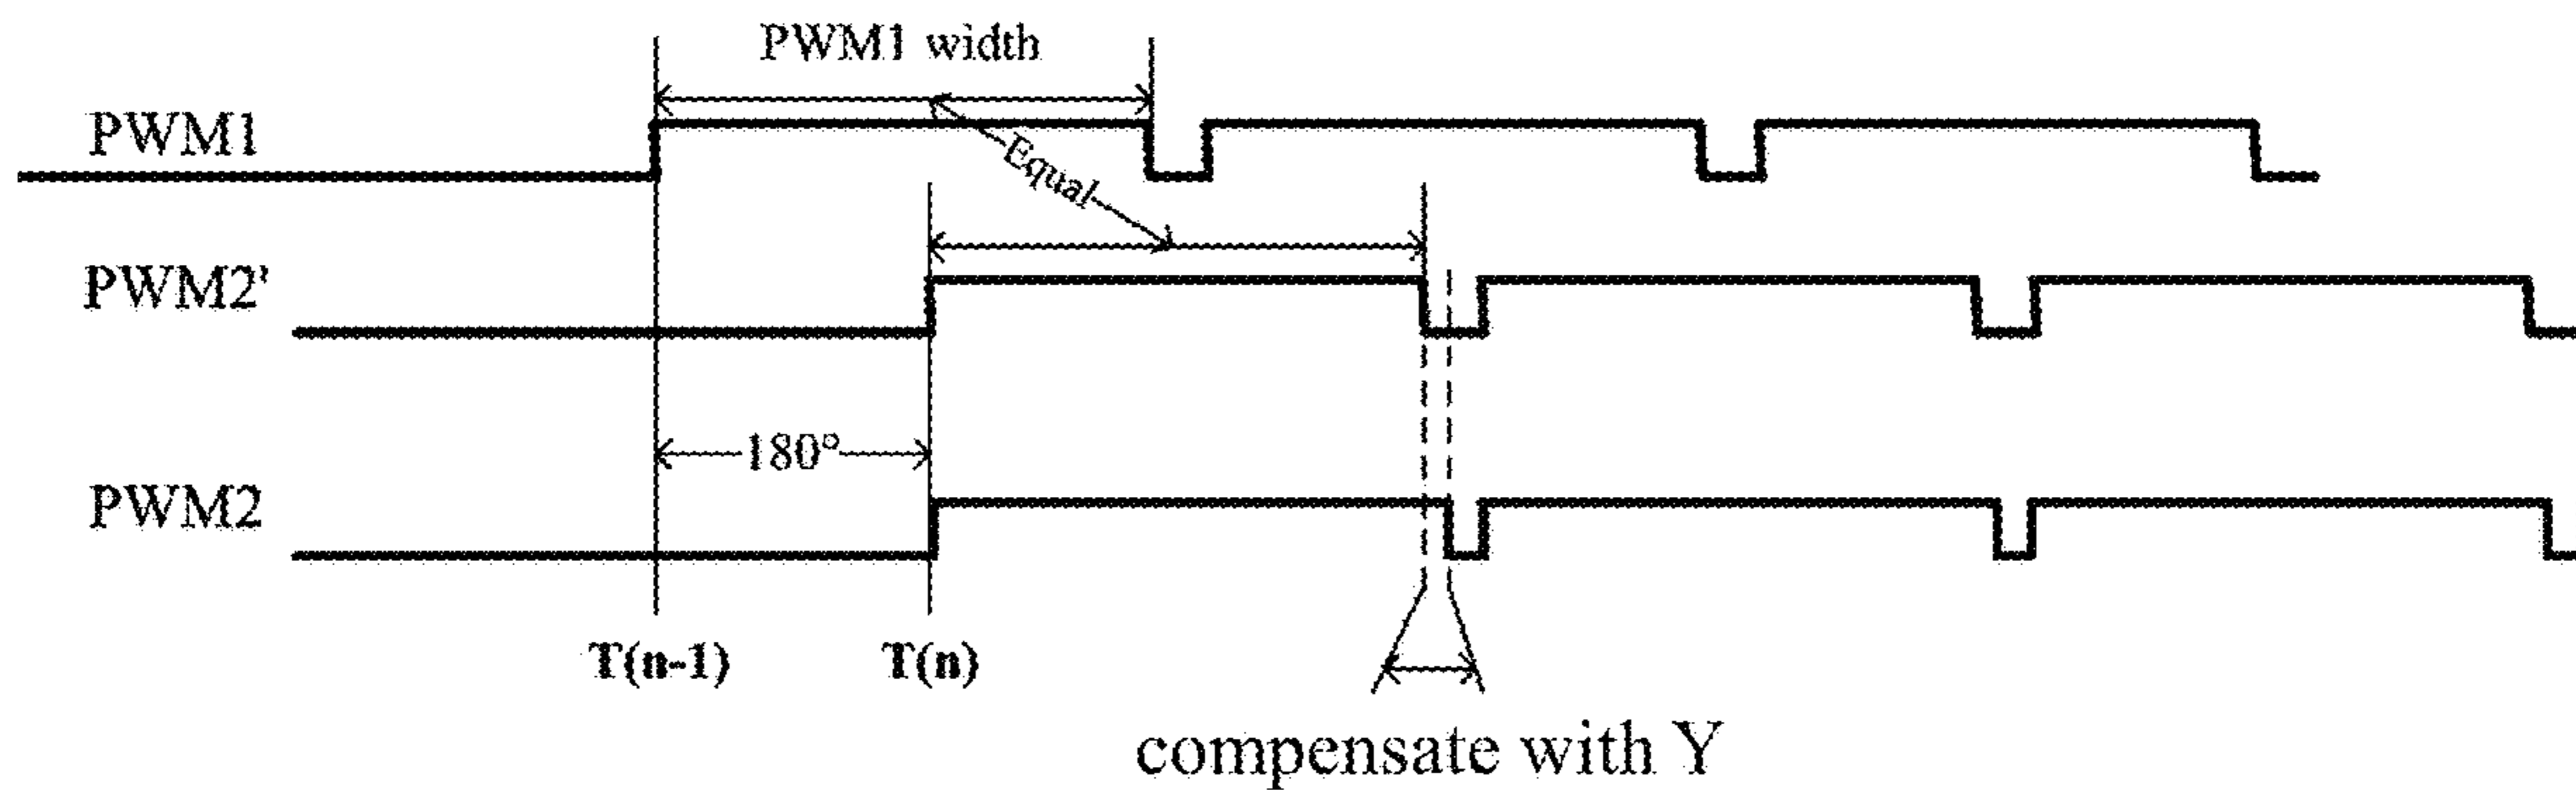 PWM1 width
PWM1
Equal
PWM2'
180°
PWM2
T(n-1)
T(n)
compensate with Y